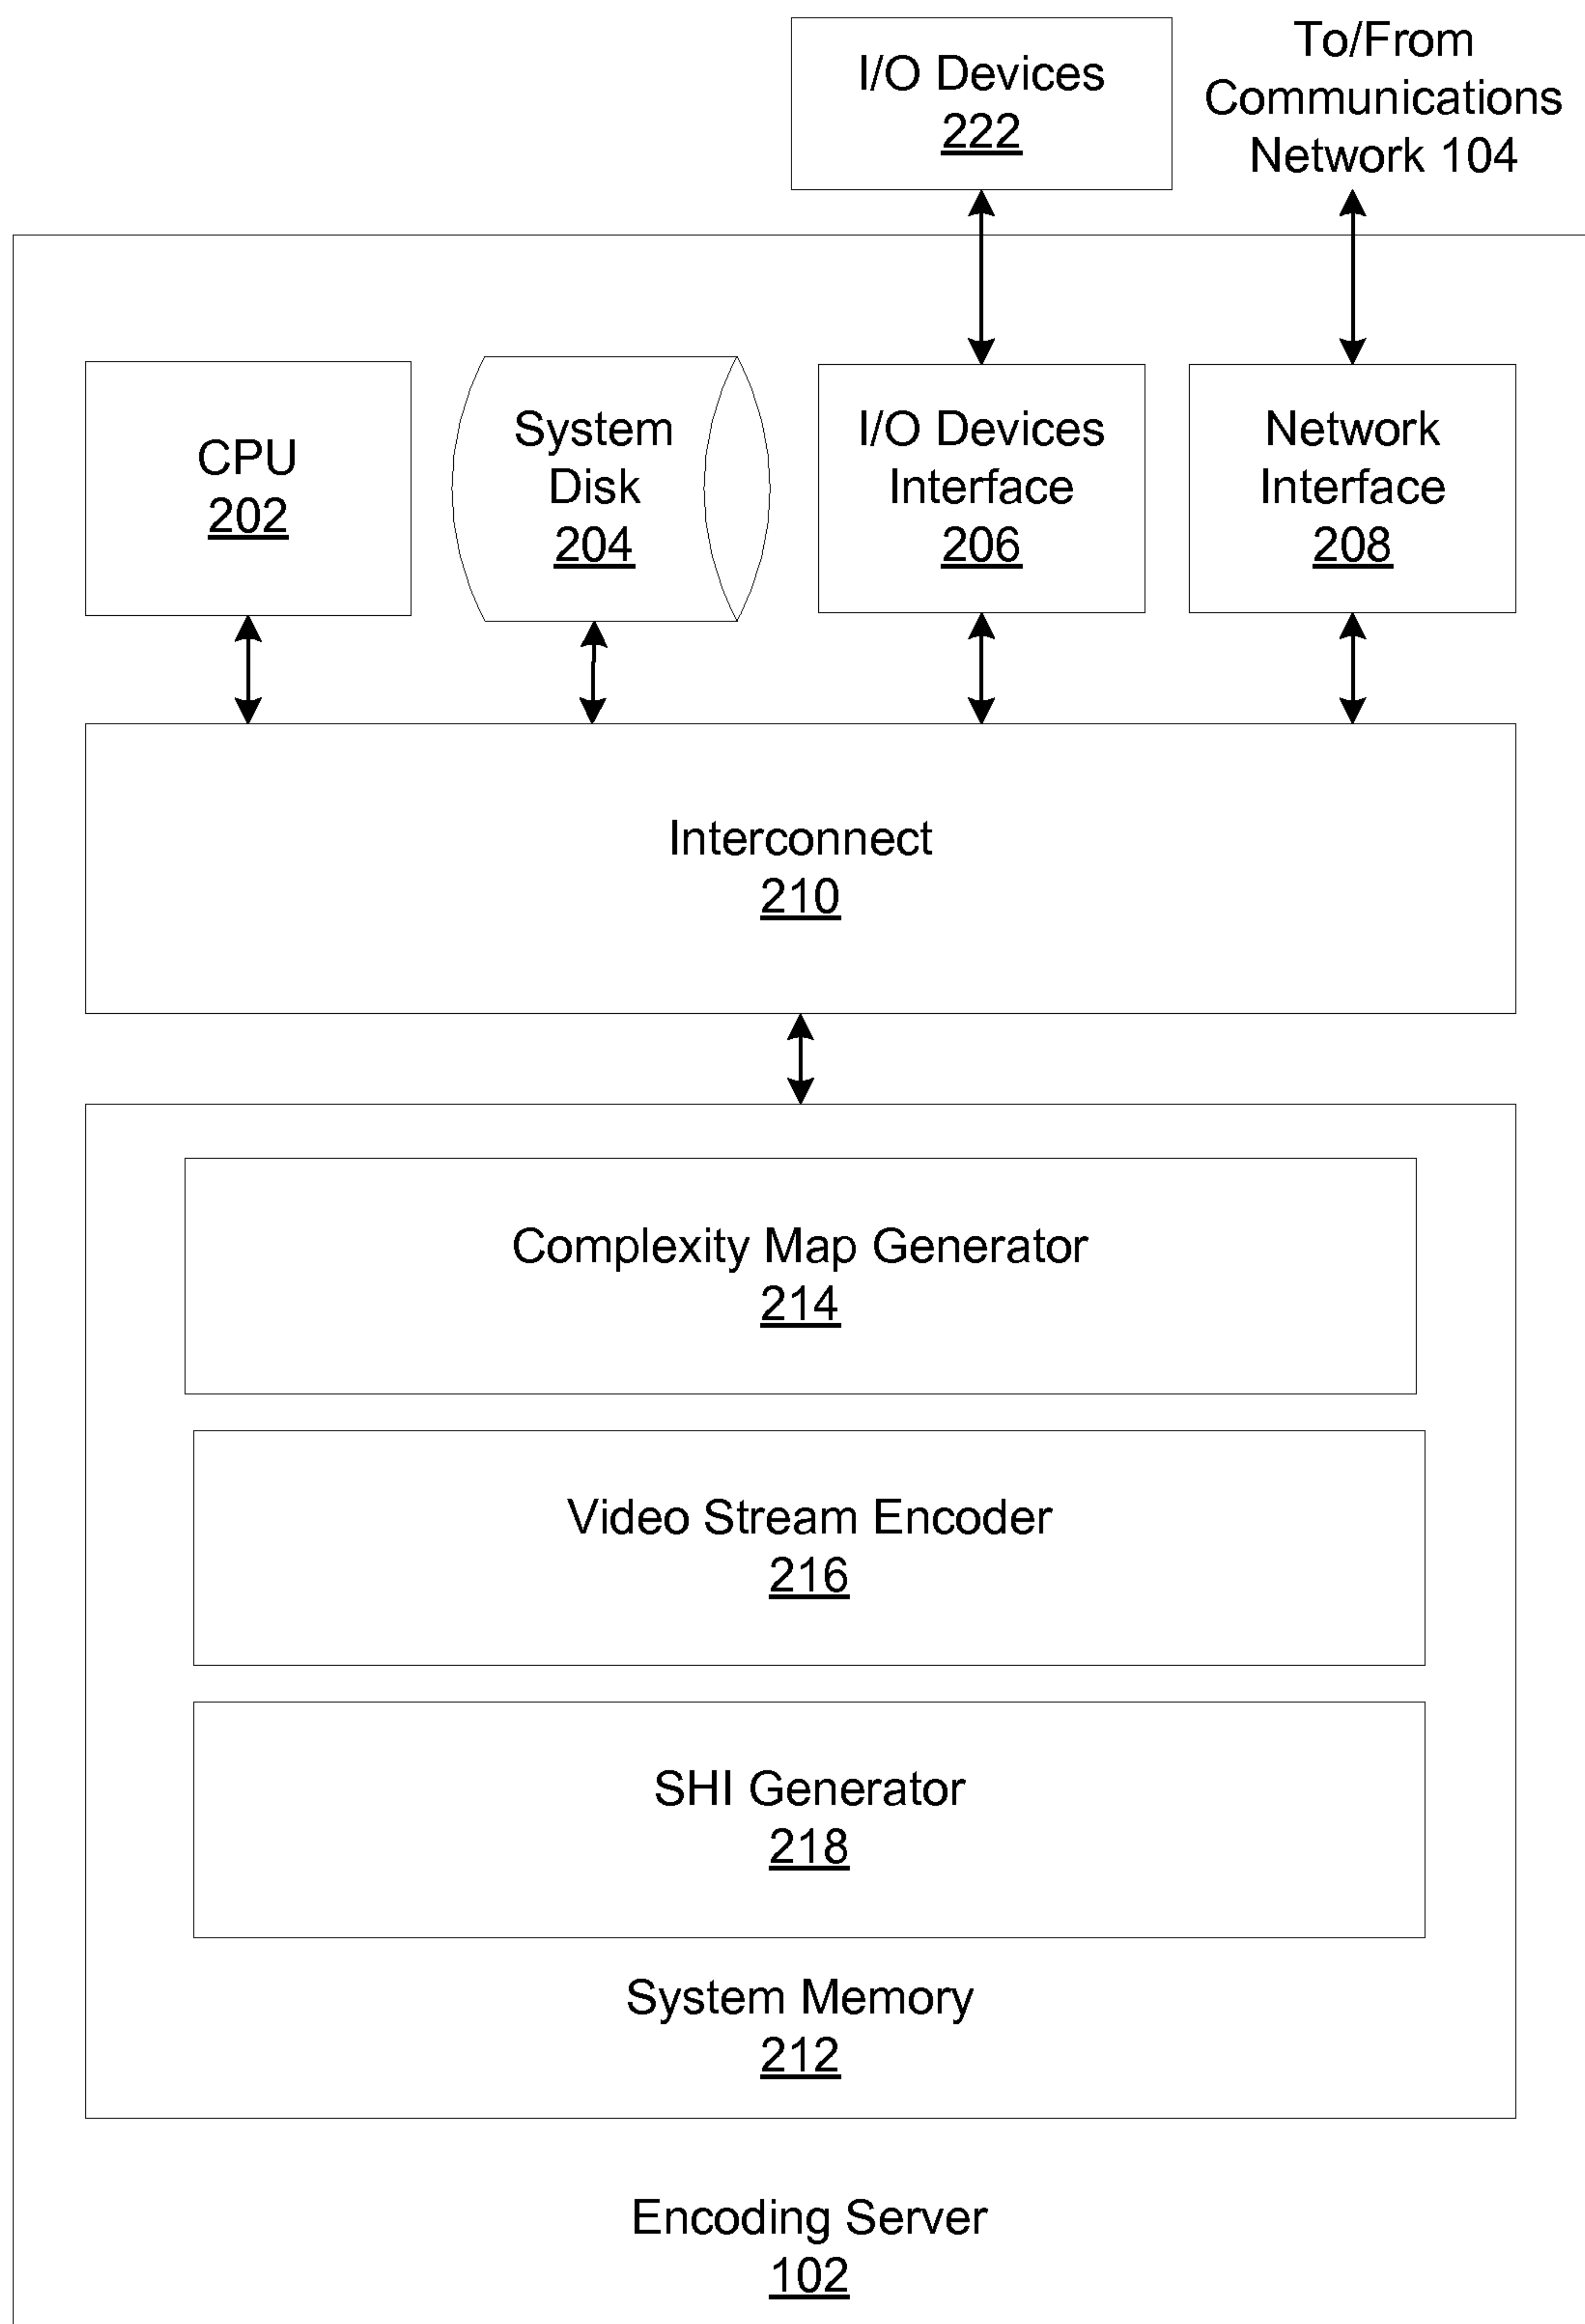 I/O Devices
222
To/From
Communications
Network 104
CPU
202
System
Disk
204
I/O Devices
Interface
206
Network
Interface
208
Interconnect
210
Complexity Map Generator
214
Video Stream Encoder
216
SHI Generator
218
System Memory
212
Encoding Server
102